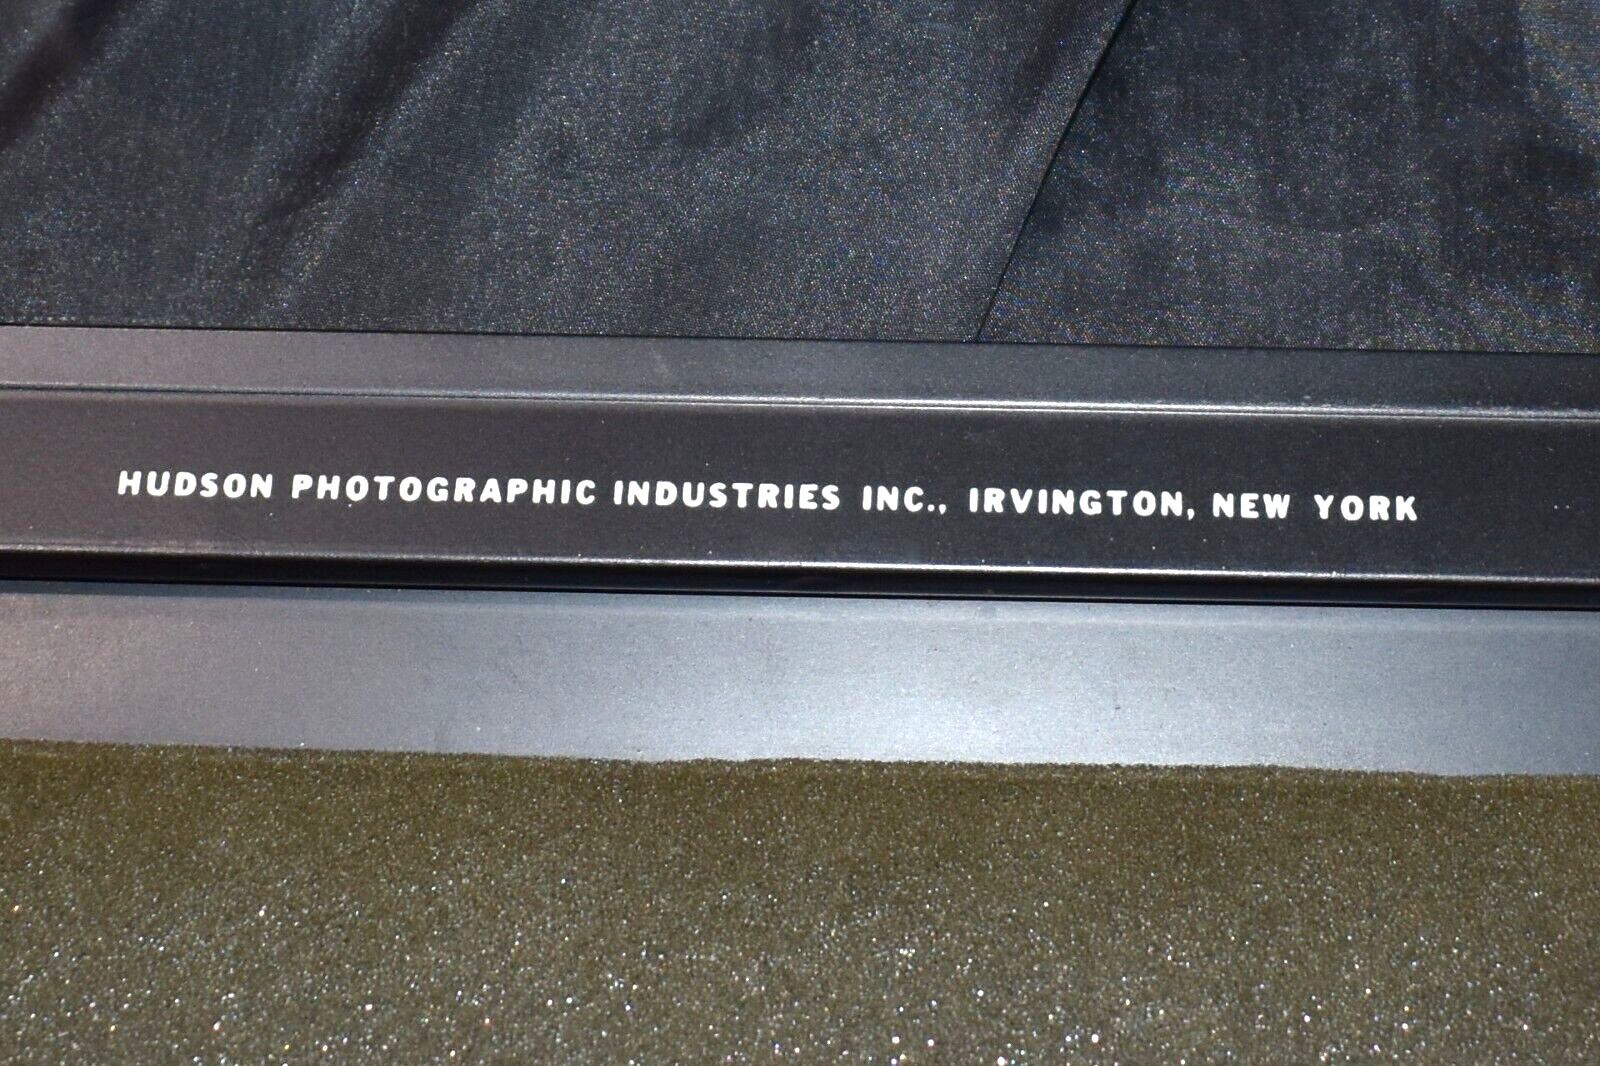 HUDSON PHOTOGRAPHIC INDUSTRIES INC., IRVINGTON, NEW YORK